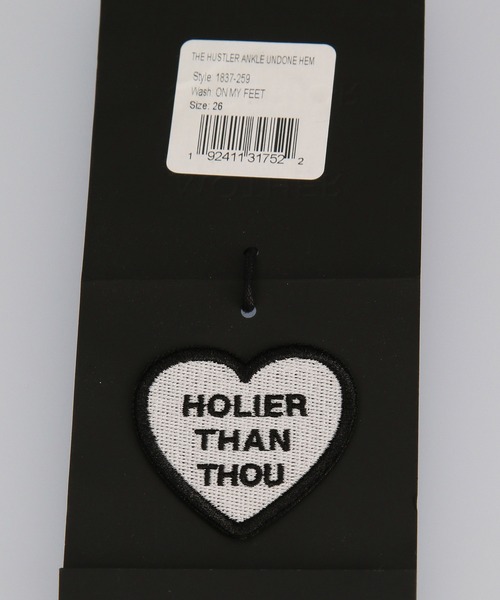 THE HUSTLER ANKLE UNDONE HEM
Style: 1837-259
Wash: ON MY FEET
Size: 26
1 92411 31752 2
HOLIER
THAN
THOU